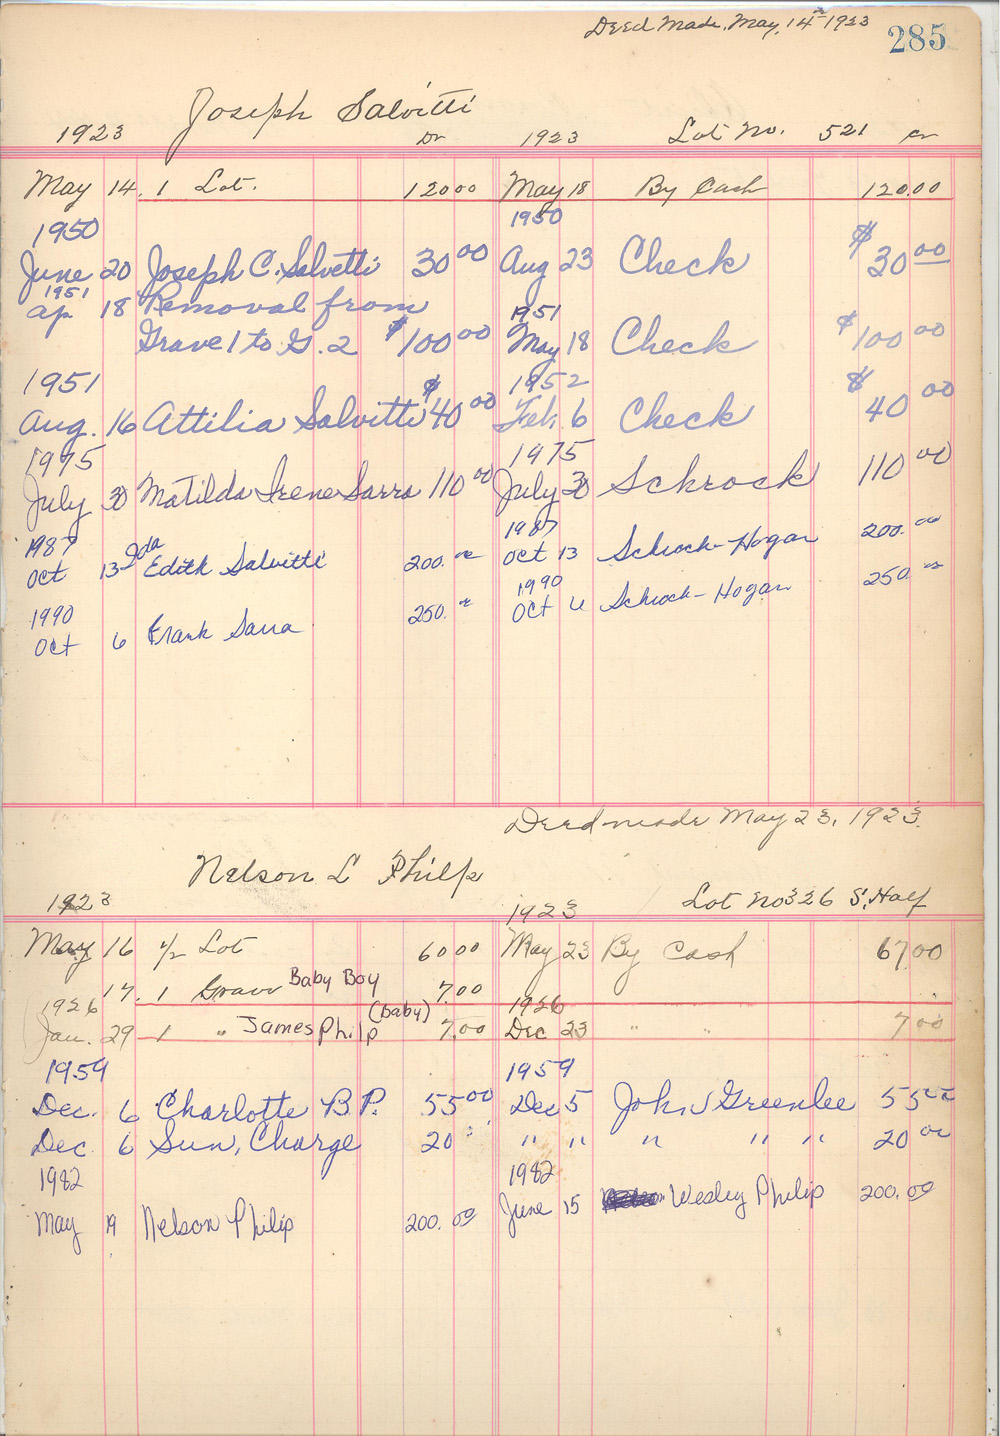 Deed Made, May, 14th 1923 285
Joseph Salvitti
1923 Dr 1923 Lot No. 521 Cr
May 14. 1 Lot. 120 00 May 18 By Cash 120.00
1950 1950
June 20 Joseph C. Salvetti 30 00 Aug 23 Check $ 30 00
1951
Ap 18 Removal from 1951
Grave 1 to G. 2 $ 100 00 May 18 Check $ 100 00
1951 1952
Aug. 16 Attilia Salvitti $ 40 00 Feb. 6 Check $ 40 00
1975 1975
July 30 Matilda Irene Sarra 110 00 July 30 Schrock 110 00
1987 Ida 1987
Oct 13 Edith Salvitti 200. 00 Oct 13 Schrock-Hogan 200. 00
1990 1990
Oct 6 Frank Sarra 250. 00 Oct 6 Schrock-Hogan 250. 00
Deed made May 23, 1923.
Nelson L Philp
1923 1923 Lot No 326 S. Half
May 16 1/2 Lot 60 00 May 23 By Cash 67.00
17. 1 Grave Baby Boy 7.00
1926 (Baby) 1926
Jan. 29 1 " James Philp 7.00 Dec 23 " " 7 00
1959 1959
Dec. 6 Charlotte B.P. 55 00 Dec 5 John J Greenlee 55 00
Dec 6 Sun, Charge 20 " " " " " 20 00
1982 1982
May 19 Nelson Philip 200. 00 June 15 Wesley Philip 200. 00